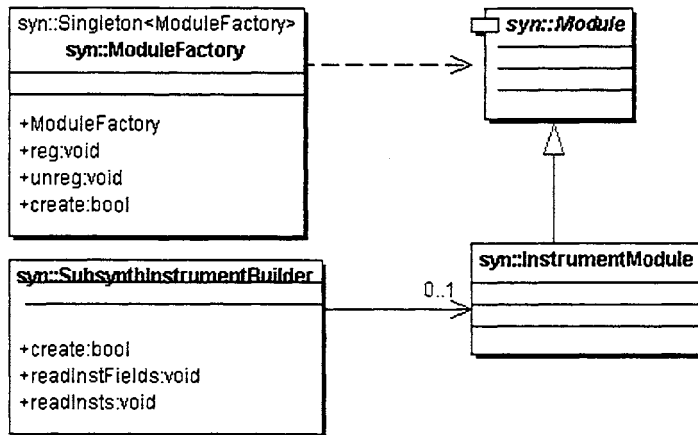 syn::Singleton<ModuleFactory>
syn::ModuleFactory
+ModuleFactory
+reg:void
+unreg:void
+create:bool
syn::Module
syn::SubsynthInstrumentBuilder
+create:bool
+readInstFields:void
+readInsts:void
0..1
syn::InstrumentModule